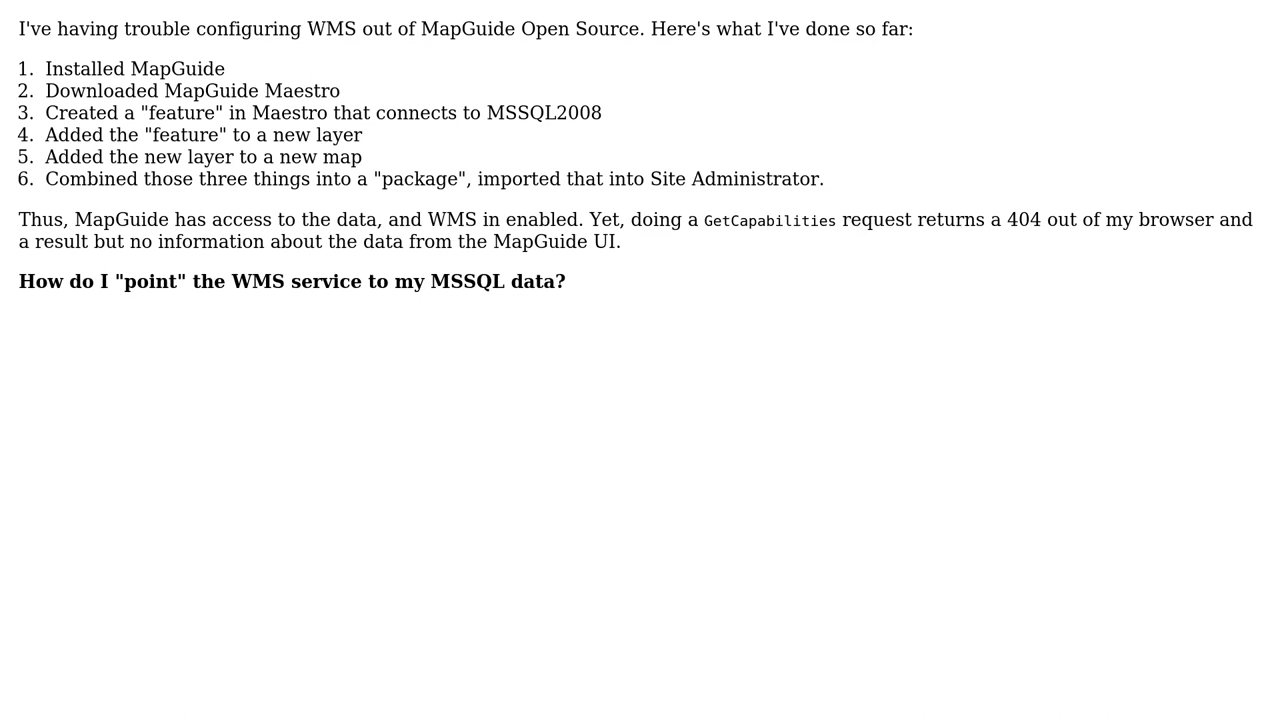 I've having trouble configuring WMS out of MapGuide Open Source. Here's what I've done so far:
1. Installed MapGuide
2. Downloaded MapGuide Maestro
3. Created a "feature" in Maestro that connects to MSSQL2008
4. Added the "feature" to a new layer
5. Added the new layer to a new map
6. Combined those three things into a "package", imported that into Site Administrator.
Thus, MapGuide has access to the data, and WMS in enabled. Yet, doing a GetCapabilities request returns a 404 out of my browser and
a result but no information about the data from the MapGuide UI.
How do I "point" the WMS service to my MSSQL data?